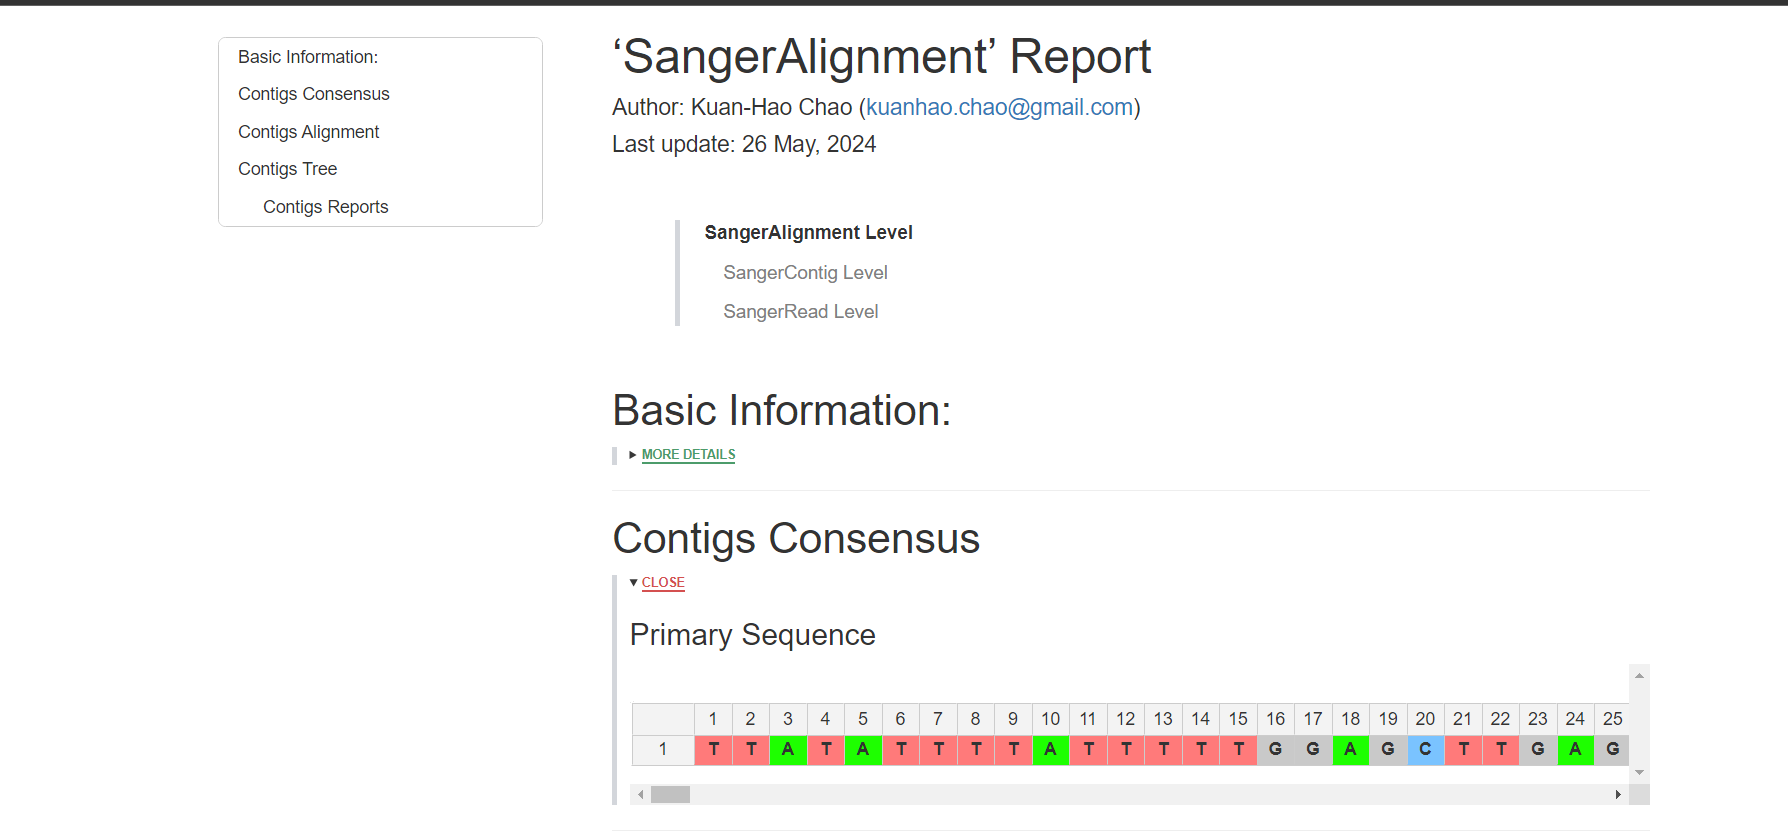 Basic Information:
Contigs Consensus
Contigs Alignment
Contigs Tree
Contigs Reports
‘SangerAlignment’ Report
Author: Kuan-Hao Chao (kuanhao.chao@gmail.com)
Last update: 26 May, 2024
SangerAlignment Level
SangerContig Level
SangerRead Level
Basic Information:
MORE DETAILS
Contigs Consensus
CLOSE
Primary Sequence
1 2 3 4 5 6 7 8 9 10 11 12 13 14 15 16 17 18 19 20 21 22 23 24 25
1 T T A T A T T T T A T T T T T G G A G C T T G A G